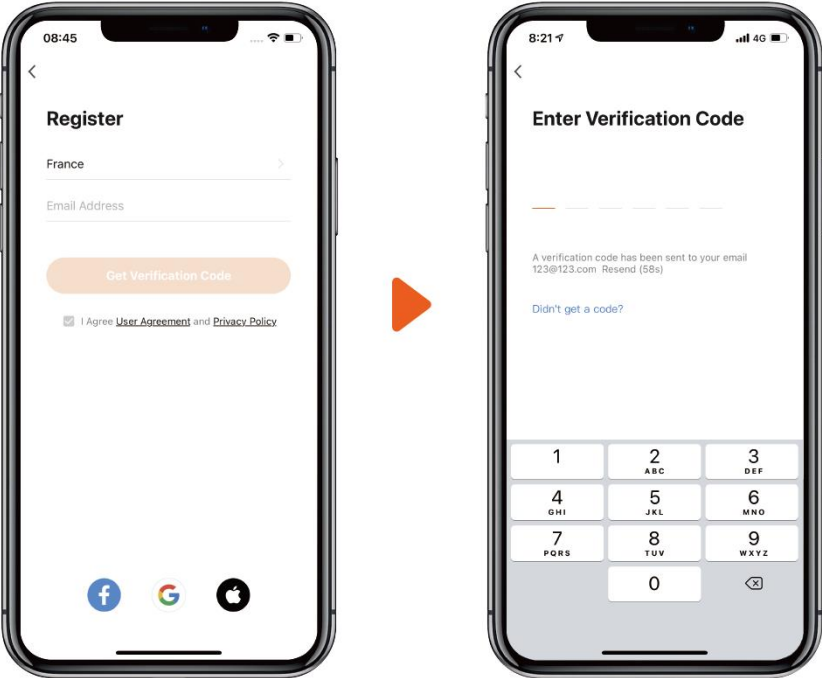 08:45
Register
France
Email Address
Get Verification Code
I Agree User Agreement and Privacy Policy
8:21
4G
Enter Verification Code
A verification code has been sent to your email
123@123.com Resend (58s)
Didn't get a code?
1
2
ABC
3
DEF
4
GHI
5
JKL
6
MNO
7
PQRS
8
TUV
9
WXYZ
0